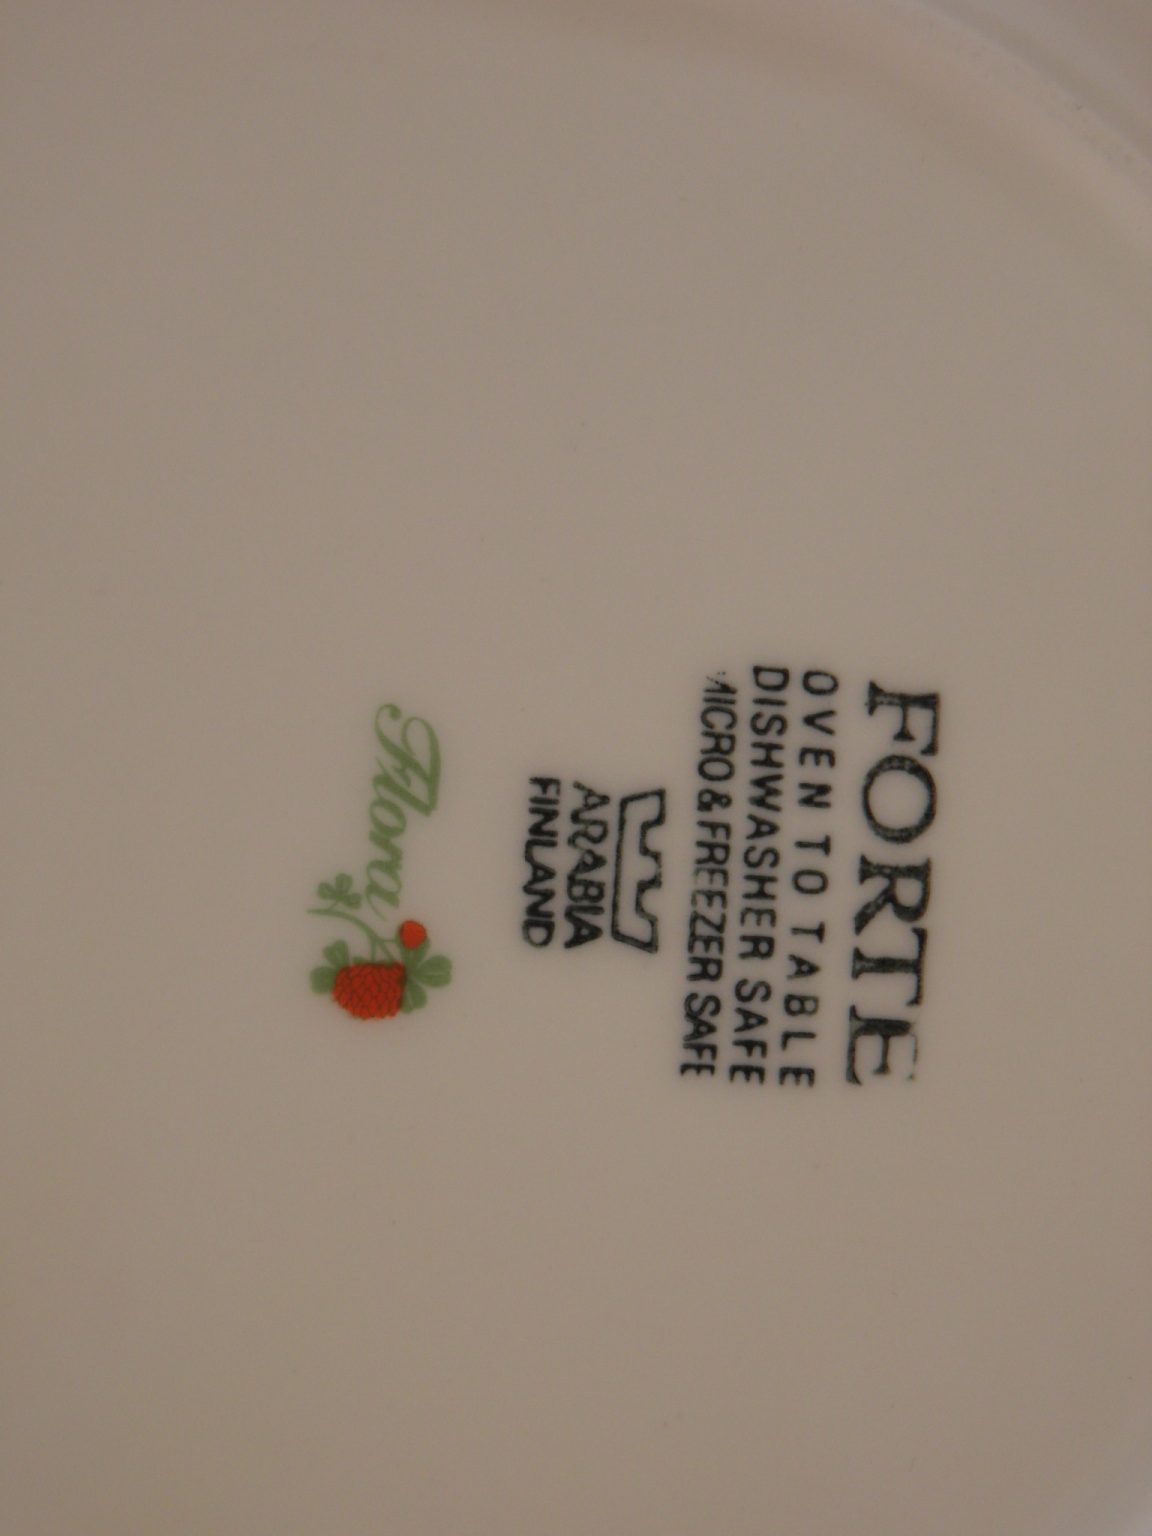 FORTE
OVEN TO TABLE
DISHWASHER SAFE
MICRO & FREEZER SAFE
ARABIA
FINLAND
Flora